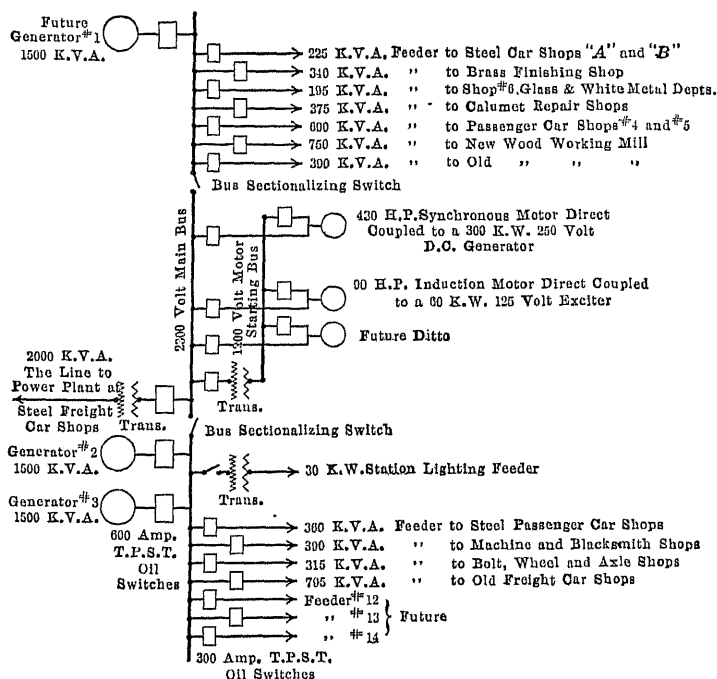 Future
Generator #1
1500 K.V.A.
225 K.V.A. Feeder to Steel Car Shops "A" and "B"
340 K.V.A. " to Brass Finishing Shop
195 K.V.A. " to Shop #6, Glass & White Metal Depts.
375 K.V.A. " to Calumet Repair Shops
600 K.V.A. " to Passenger Car Shops #4 and #5
750 K.V.A. " to New Wood Working Mill
390 K.V.A. " to Old " " "
Bus Sectionalizing Switch
2300 Volt Main Bus
1200 Volt Motor
Starting Bus
430 H.P. Synchronous Motor Direct
Coupled to a 300 K.W. 250 Volt
D.C. Generator
90 H.P. Induction Motor Direct Coupled
to a 60 K.W. 125 Volt Exciter
Future Ditto
2000 K.V.A.
The Line to
Power Plant at
Steel Freight
Car Shops
Trans.
Trans.
Bus Sectionalizing Switch
Generator #2
1500 K.V.A.
30 K.W. Station Lighting Feeder
Trans.
Generator #3
1500 K.V.A.
600 Amp.
T.P.S.T.
Oil
Switches
360 K.V.A. Feeder to Steel Passenger Car Shops
390 K.V.A. " to Machine and Blacksmith Shops
315 K.V.A. " to Bolt, Wheel and Axle Shops
705 K.V.A. " to Old Freight Car Shops
Feeder #12
" #13
" #14
Future
300 Amp. T.P.S.T.
Oil Switches